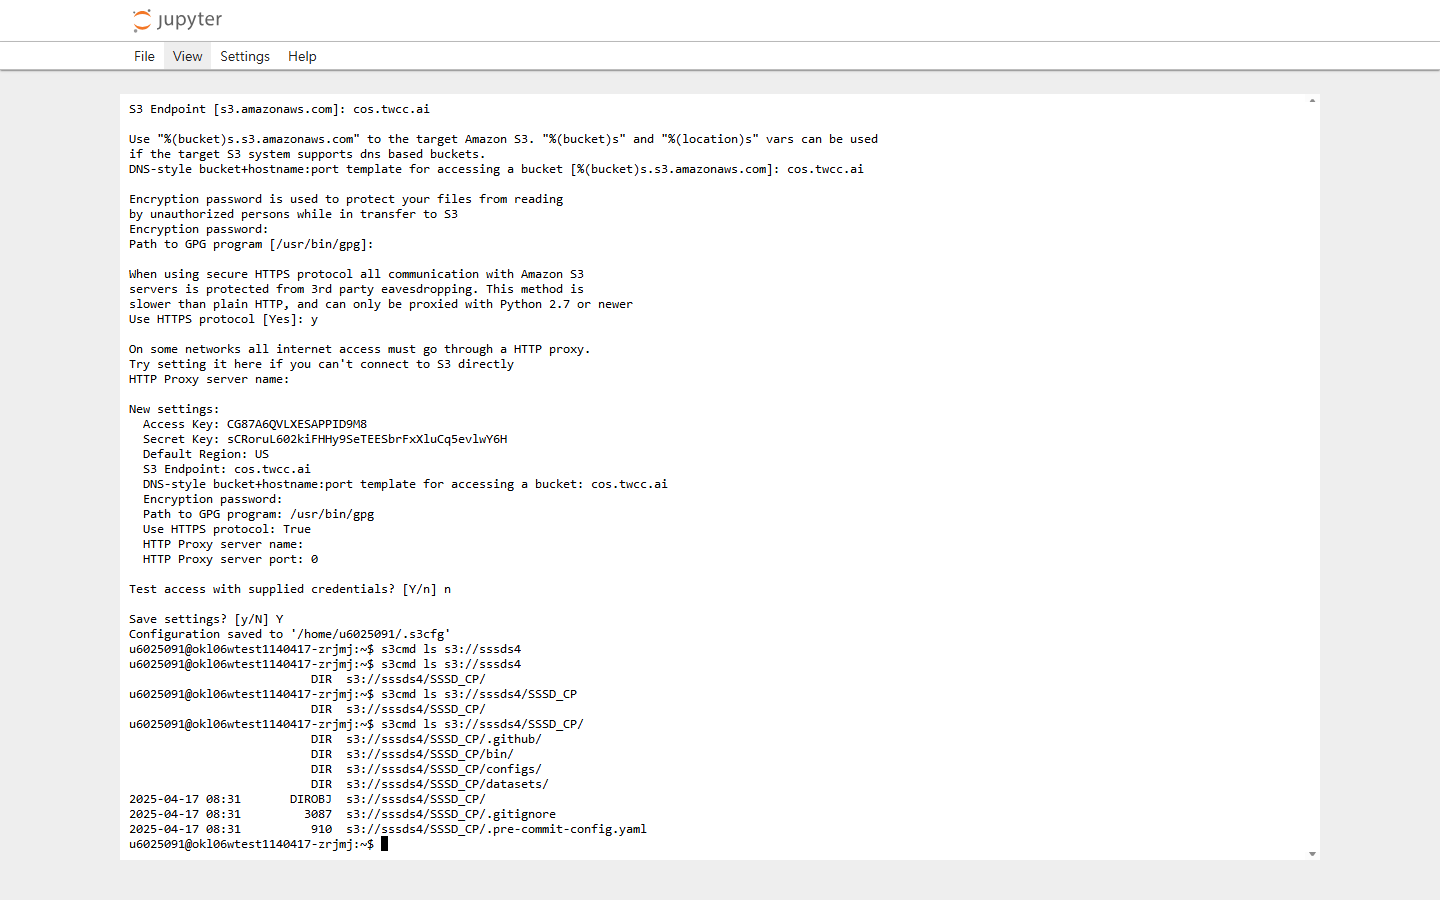 jupyter
File View Settings Help
S3 Endpoint [s3.amazonaws.com]: cos.twcc.ai
Use "%(bucket)s.s3.amazonaws.com" to the target Amazon S3. "%(bucket)s" and "%(location)s" vars can be used
if the target S3 system supports dns based buckets.
DNS-style bucket+hostname:port template for accessing a bucket [%(bucket)s.s3.amazonaws.com]: cos.twcc.ai
Encryption password is used to protect your files from reading
by unauthorized persons while in transfer to S3
Encryption password:
Path to GPG program [/usr/bin/gpg]:
When using secure HTTPS protocol all communication with Amazon S3
servers is protected from 3rd party eavesdropping. This method is
slower than plain HTTP, and can only be proxied with Python 2.7 or newer
Use HTTPS protocol [Yes]: y
On some networks all internet access must go through a HTTP proxy.
Try setting it here if you can't connect to S3 directly
HTTP Proxy server name:
New settings:
Access Key: CG87A6QVLXESAPPID9M8
Secret Key: sCRoruL602kiFHHy9SeTEESbrFxXluCq5evlwY6H
Default Region: US
S3 Endpoint: cos.twcc.ai
DNS-style bucket+hostname:port template for accessing a bucket: cos.twcc.ai
Encryption password:
Path to GPG program: /usr/bin/gpg
Use HTTPS protocol: True
HTTP Proxy server name:
HTTP Proxy server port: 0
Test access with supplied credentials? [Y/n] n
Save settings? [y/N] Y
Configuration saved to '/home/u6025091/.s3cfg'
u6025091@okl06wtest1140417-zrjmj:~$ s3cmd ls s3://sssds4
u6025091@okl06wtest1140417-zrjmj:~$ s3cmd ls s3://sssds4
DIR s3://sssds4/SSSD_CP/
u6025091@okl06wtest1140417-zrjmj:~$ s3cmd ls s3://sssds4/SSSD_CP
DIR s3://sssds4/SSSD_CP/
u6025091@okl06wtest1140417-zrjmj:~$ s3cmd ls s3://sssds4/SSSD_CP/
DIR s3://sssds4/SSSD_CP/.github/
DIR s3://sssds4/SSSD_CP/bin/
DIR s3://sssds4/SSSD_CP/configs/
DIR s3://sssds4/SSSD_CP/datasets/
2025-04-17 08:31 DIROBJ s3://sssds4/SSSD_CP/
2025-04-17 08:31 3087 s3://sssds4/SSSD_CP/.gitignore
2025-04-17 08:31 910 s3://sssds4/SSSD_CP/.pre-commit-config.yaml
u6025091@okl06wtest1140417-zrjmj:~$